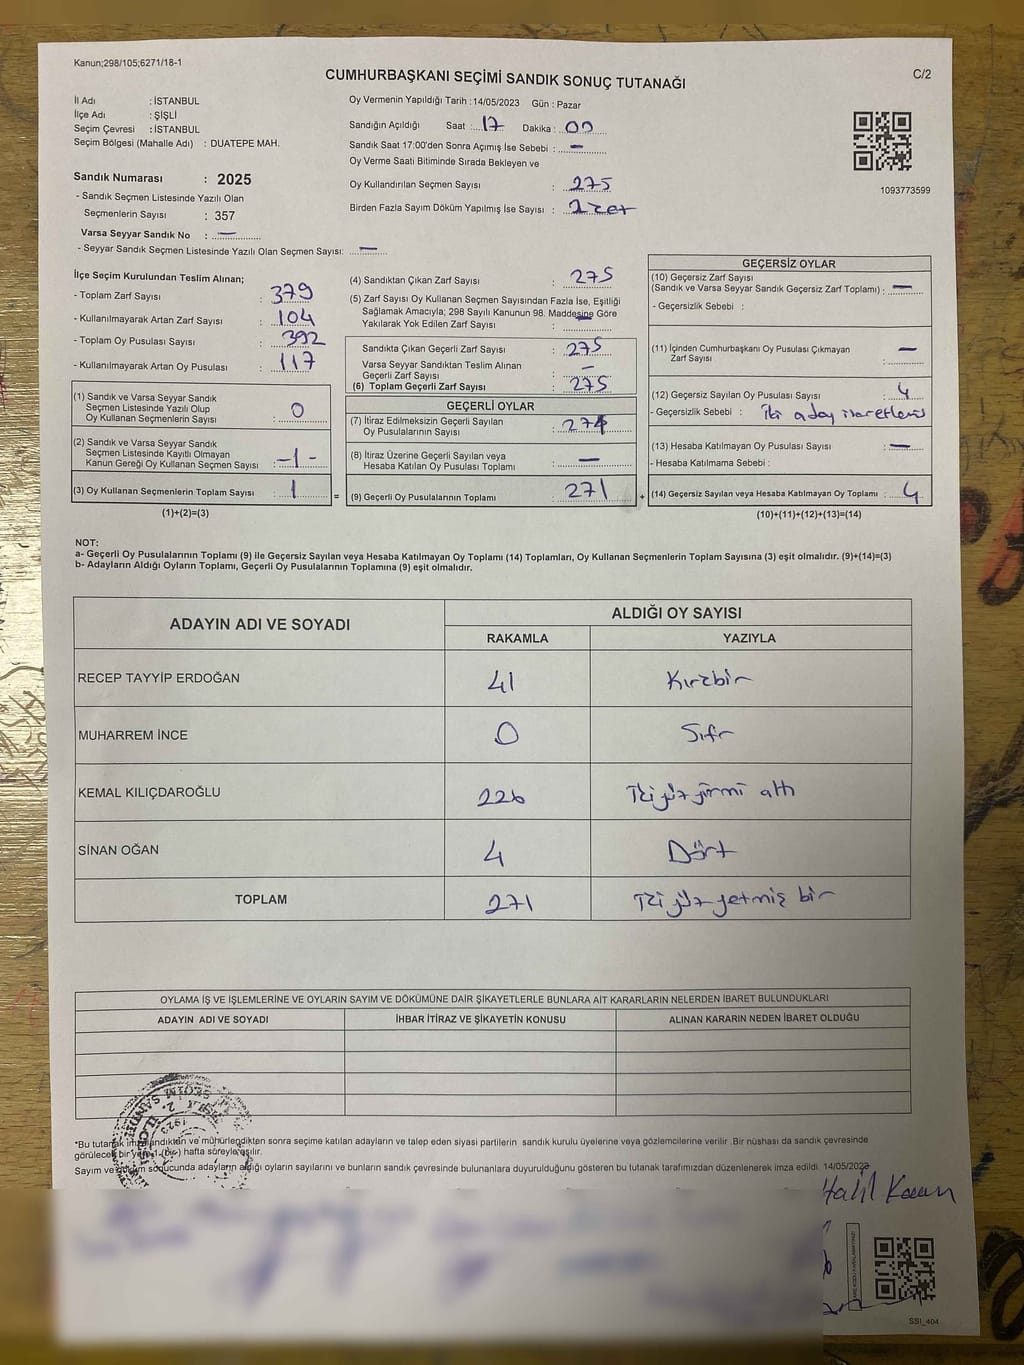 Kanun;298/105;6271/18-1
CUMHURBAŞKANI SEÇİMİ SANDIK SONUÇ TUTANAĞI
C/2
İl Adı : İSTANBUL
İlçe Adı : ŞİŞLİ
Seçim Çevresi : İSTANBUL
Seçim Bölgesi (Mahalle Adı) : DUATEPE MAH.
Sandık Numarası : 2025
- Sandık Seçmen Listesinde Yazılı Olan
Seçmenlerin Sayısı : 357
Varsa Seyyar Sandık No : —
- Seyyar Sandık Seçmen Listesinde Yazılı Olan Seçmen Sayısı: —
Oy Vermenin Yapıldığı Tarih : 14/05/2023 Gün : Pazar
Sandığın Açıldığı Saat : 17 Dakika : 00
Sandık Saat 17:00'den Sonra Açımış İse Sebebi : —
Oy Verme Saati Bitiminde Sırada Bekleyen ve
Oy Kullandırılan Seçmen Sayısı : 275
Birden Fazla Sayım Döküm Yapılmış İse Sayısı :
1093773599
İlçe Seçim Kurulundan Teslim Alınan;
- Toplam Zarf Sayısı : 379
- Kullanılmayarak Artan Zarf Sayısı : 104
- Toplam Oy Pusulası Sayısı : 392
- Kullanılmayarak Artan Oy Pusulası : 117
(1) Sandık ve Varsa Seyyar Sandık
Seçmen Listesinde Yazılı Olup
Oy Kullanan Seçmenlerin Sayısı : 0
(2) Sandık ve Varsa Seyyar Sandık
Seçmen Listesinde Kayıtlı Olmayan
Kanun Gereği Oy Kullanan Seçmen Sayısı : -1-
(3) Oy Kullanan Seçmenlerin Toplam Sayısı : 1
(1)+(2)=(3)
(4) Sandıktan Çıkan Zarf Sayısı : 275
(5) Zarf Sayısı Oy Kullanan Seçmen Sayısından Fazla İse, Eşitliği
Sağlamak Amacıyla; 298 Sayılı Kanunun 98. Maddesine Göre
Yakılarak Yok Edilen Zarf Sayısı : —
Sandıkta Çıkan Geçerli Zarf Sayısı : 275
Varsa Seyyar Sandıktan Teslim Alınan
Geçerli Zarf Sayısı : —
(6) Toplam Geçerli Zarf Sayısı : 275
GEÇERLİ OYLAR
(7) İtiraz Edilmeksizin Geçerli Sayılan
Oy Pusulalarının Sayısı :
(8) İtiraz Üzerine Geçerli Sayılan veya
Hesaba Katılan Oy Pusulası Toplamı : —
= (9) Geçerli Oy Pusulalarının Toplamı : 271 +
GEÇERSİZ OYLAR
(10) Geçersiz Zarf Sayısı
(Sandık ve Varsa Seyyar Sandık Geçersiz Zarf Toplamı) : —
- Geçersizlik Sebebi :
(11) İçinden Cumhurbaşkanı Oy Pusulası Çıkmayan
Zarf Sayısı : —
(12) Geçersiz Sayılan Oy Pusulası Sayısı : 4
- Geçersizlik Sebebi : İki aday
(13) Hesaba Katılmayan Oy Pusulası Sayısı : —
- Hesaba Katılmama Sebebi :
(14) Geçersiz Sayılan veya Hesaba Katılmayan Oy Toplamı : 4
(10)+(11)+(12)+(13)=(14)
NOT:
a- Geçerli Oy Pusulalarının Toplamı (9) ile Geçersiz Sayılan veya Hesaba Katılmayan Oy Toplamı (14) Toplamları, Oy Kullanan Seçmenlerin Toplam Sayısına (3) eşit olmalıdır. (9)+(14)=(3)
b- Adayların Aldığı Oyların Toplamı, Geçerli Oy Pusulalarının Toplamına (9) eşit olmalıdır.
ADAYIN ADI VE SOYADI ALDIĞI OY SAYISI
RAKAMLA YAZIYLA
RECEP TAYYİP ERDOĞAN 41 Kırkbir
MUHARREM İNCE 0 Sıfır
KEMAL KILIÇDAROĞLU 226 İki yüz yirmi altı
SİNAN OĞAN 4 Dört
TOPLAM 271 İki yüz yetmiş bir
OYLAMA İŞ VE İŞLEMLERİNE VE OYLARIN SAYIM VE DÖKÜMÜNE DAİR ŞİKAYETLERLE BUNLARA AİT KARARLARIN NELERDEN İBARET BULUNDUKLARI
ADAYIN ADI VE SOYADI İHBAR İTİRAZ VE ŞİKAYETİN KONUSU ALINAN KARARIN NEDEN İBARET OLDUĞU
*Bu tutanak imzalandıktan ve mühürlendikten sonra seçime katılan adayların ve talep eden siyasi partilerin sandık kurulu üyelerine veya gözlemcilerine verilir .Bir nüshası da sandık çevresinde
görülecek bir yere 1 (bir) hafta süreyle asılır.
Sayım ve döküm sonucunda adayların aldığı oyların sayılarını ve bunların sandık çevresinde bulunanlara duyurulduğunu gösteren bu tutanak tarafımızdan düzenlenerek imza edildi. 14/05/2023
Halil
SSI_404